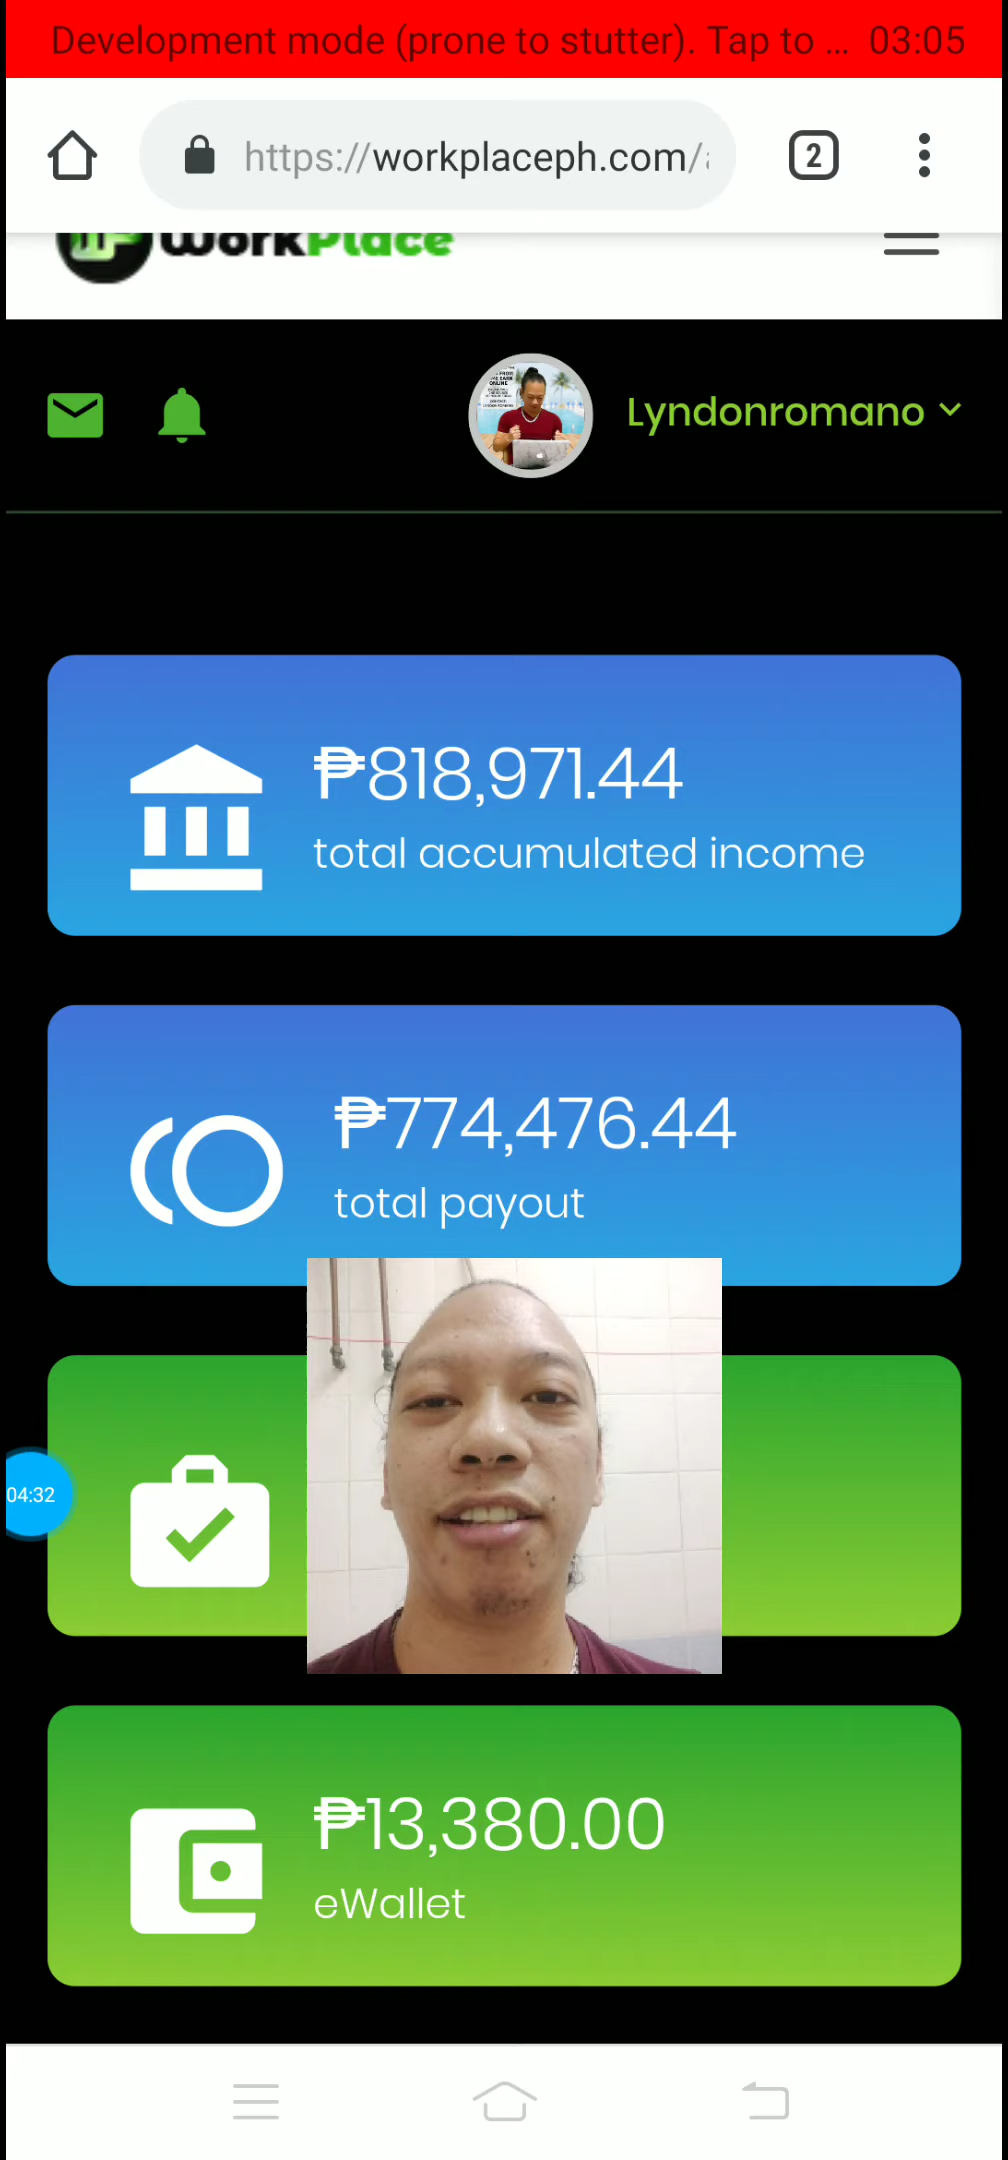 Development mode (prone to stutter). Tap to ... 03:05
https://workplaceph.com/
2
WorkPlace
Lyndonromano
₱818,971.44
total accumulated income
₱774,476.44
total payout
04:32
₱13,380.00
eWallet